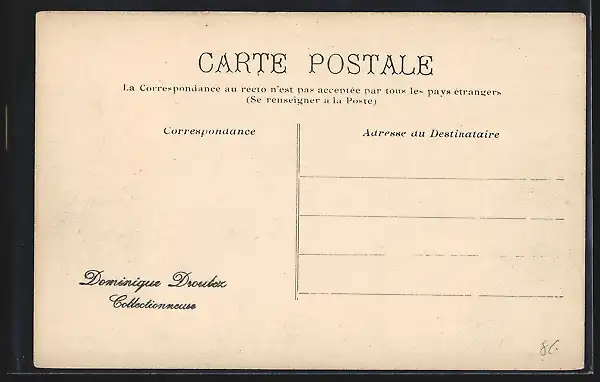 CARTE POSTALE
La Correspondance au recto n'est pas acceptée par tous les pays étrangers
(Se renseigner à la Poste)
Correspondance
Adresse du Destinataire
Dominique Droulez
Collectionneuse